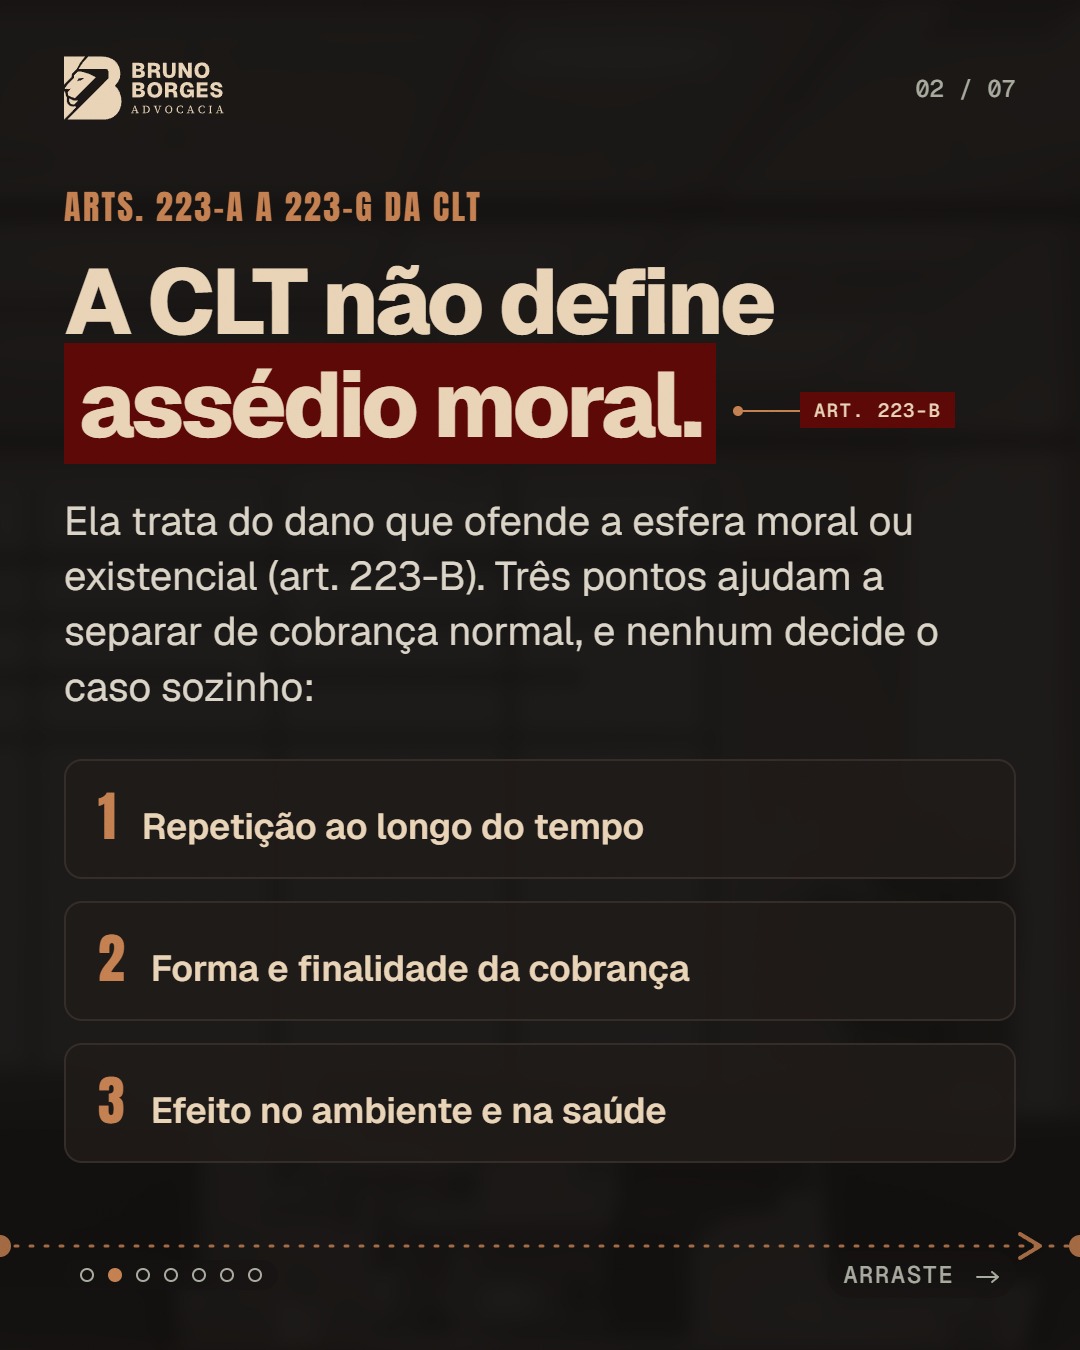 BRUNO
BORGES
ADVOCACIA
02 / 07
ARTS. 223-A A 223-G DA CLT
A CLT não define
assédio moral.
ART. 223-B
Ela trata do dano que ofende a esfera moral ou
existencial (art. 223-B). Três pontos ajudam a
separar de cobrança normal, e nenhum decide o
caso sozinho:
1 Repetição ao longo do tempo
2 Forma e finalidade da cobrança
3 Efeito no ambiente e na saúde
ARRASTE →